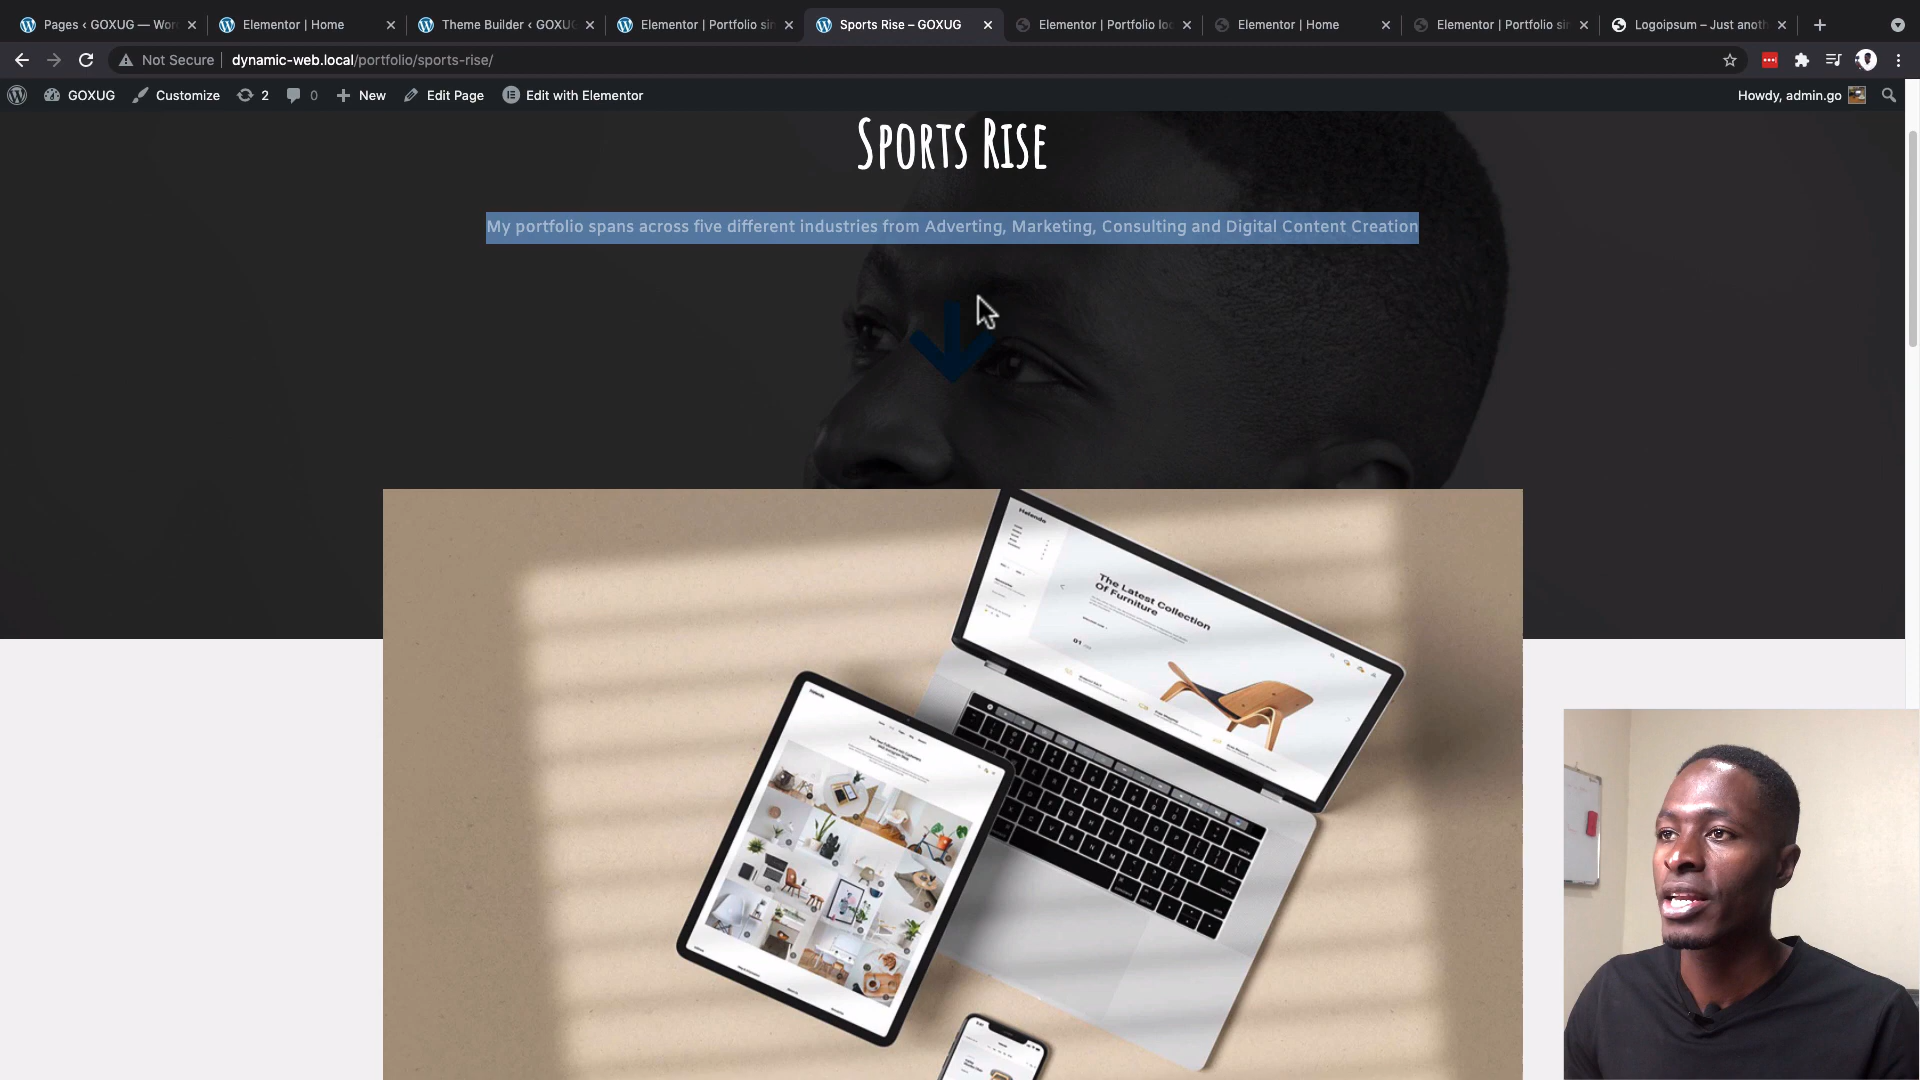 Pages ‹ GOXUG — Wor
Elementor | Home
Theme Builder ‹ GOXUG
Elementor | Portfolio sin
Sports Rise – GOXUG
Elementor | Portfolio loo
Elementor | Home
Elementor | Portfolio sin
Logoipsum – Just anoth
Not Secure
dynamic-web.local/portfolio/sports-rise/
GOXUG
Customize
2
0
New
Edit Page
Edit with Elementor
Howdy, admin.go
Sports Rise
My portfolio spans across five different industries from Adverting, Marketing, Consulting and Digital Content Creation
The Latest Collection
Of Furniture
01